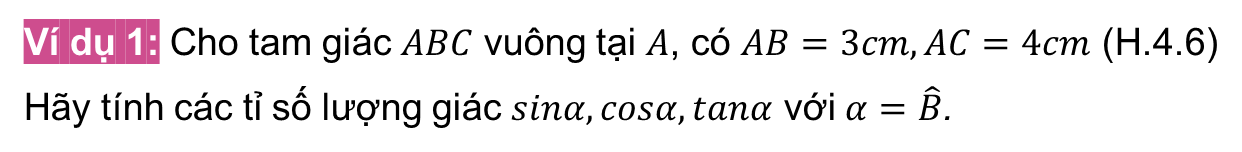 Ví dụ 1: Cho tam giác ABC vuông tại A, có AB = 3cm, AC = 4cm (H.4.6)
Hãy tính các tỉ số lượng giác sinα, cosα, tanα với α = B̂.